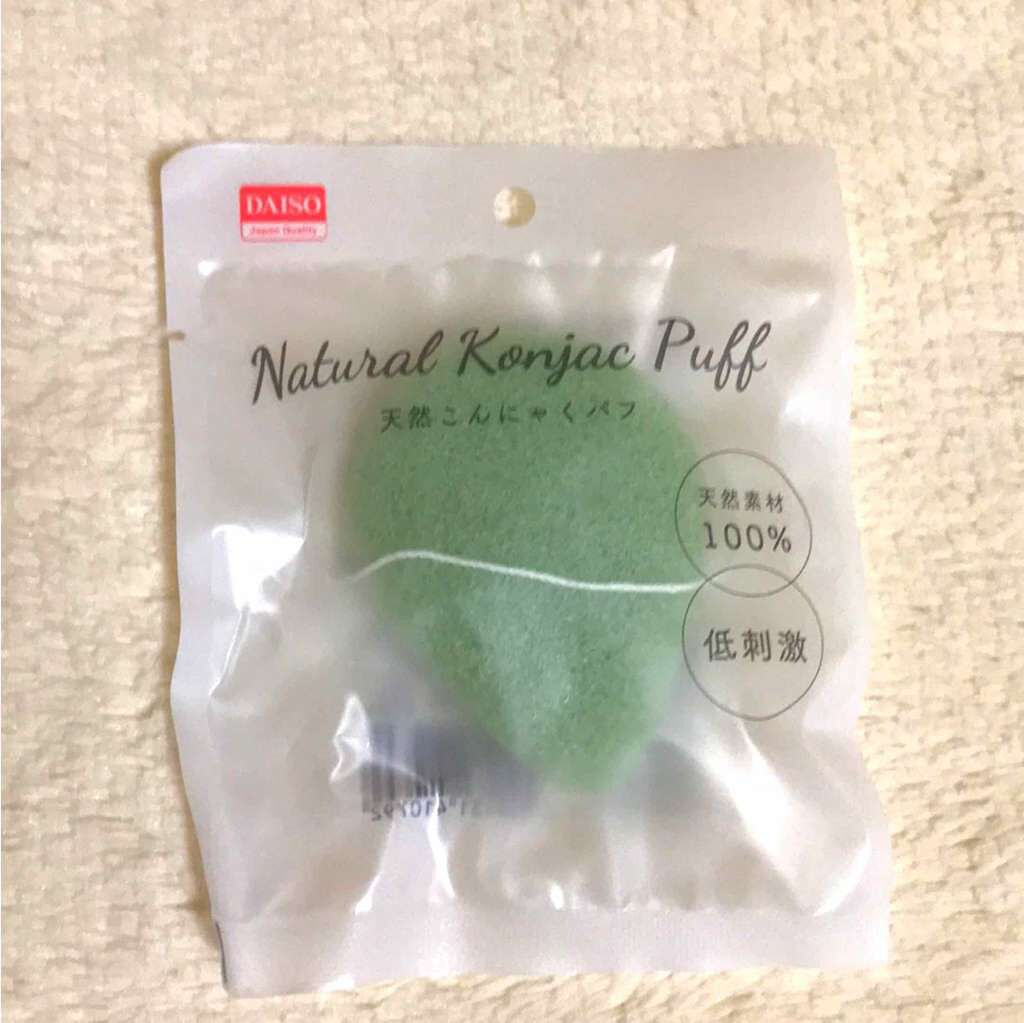 DAISO
Japan Quality
Natural Konjac Puff
天然こんにゃくパフ
天然素材
100%
低刺激